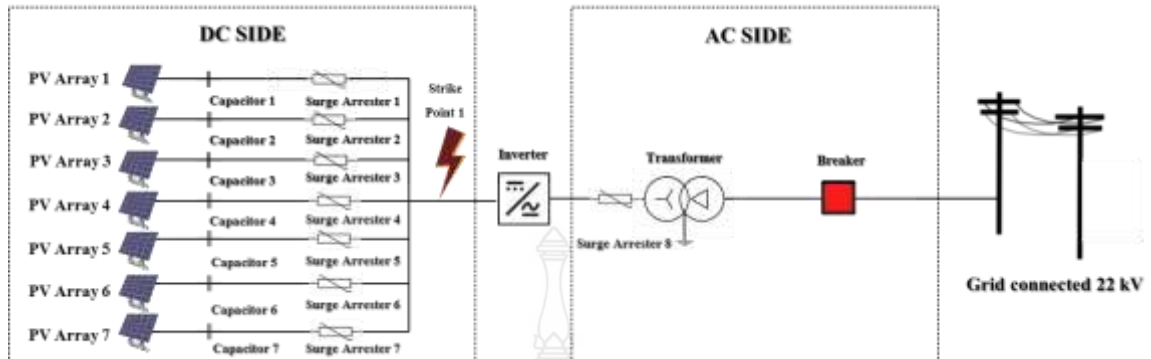 DC SIDE
AC SIDE
PV Array 1
Capacitor 1
Surge Arrester 1
PV Array 2
Capacitor 2
Surge Arrester 2
PV Array 3
Capacitor 3
Surge Arrester 3
PV Array 4
Capacitor 4
Surge Arrester 4
PV Array 5
Capacitor 5
Surge Arrester 5
PV Array 6
Capacitor 6
Surge Arrester 6
PV Array 7
Capacitor 7
Surge Arrester 7
Strike
Point 1
Inverter
Transformer
Surge Arrester 8
Breaker
Grid connected 22 kV